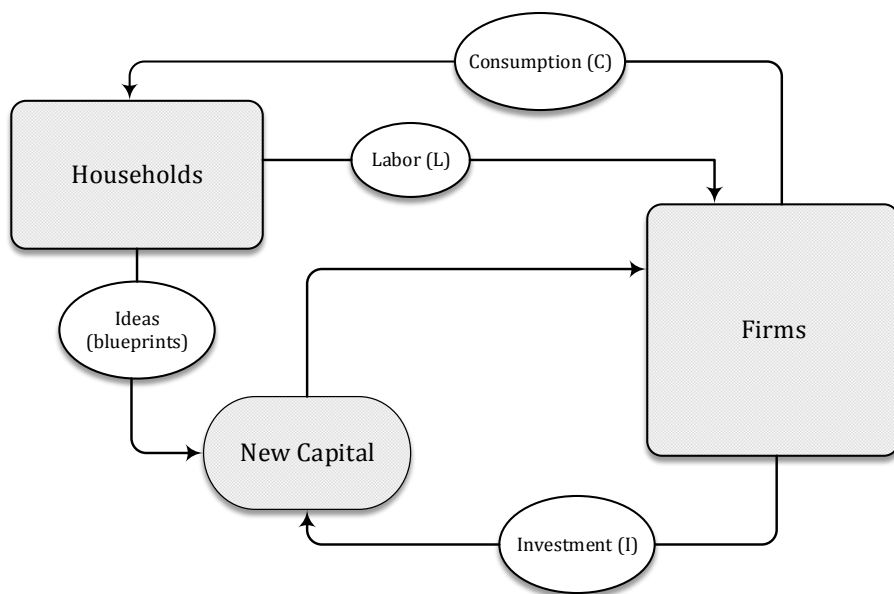 Consumption (C)
Households
Labor (L)
Ideas
(blueprints)
Firms
New Capital
Investment (I)